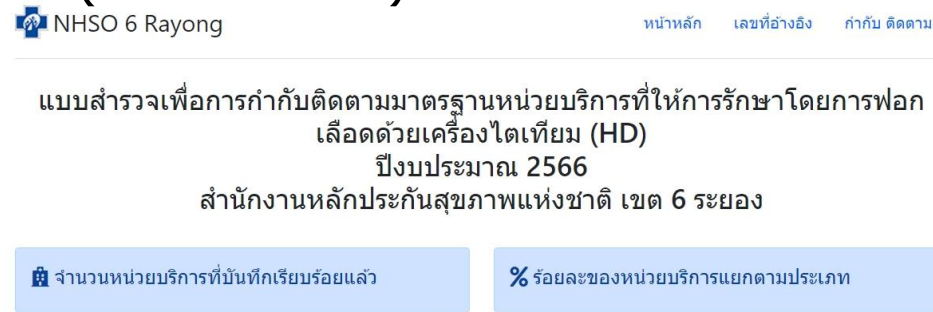 NHSO 6 Rayong
หน้าหลัก เลขที่อ้างอิง กำกับ ติดตาม
แบบสำรวจเพื่อการกำกับติดตามมาตรฐานหน่วยบริการที่ให้การรักษาโดยการฟอก
เลือดด้วยเครื่องไตเทียม (HD)
ปีงบประมาณ 2566
สำนักงานหลักประกันสุขภาพแห่งชาติ เขต 6 ระยอง
จำนวนหน่วยบริการที่บันทึกเรียบร้อยแล้ว
% ร้อยละของหน่วยบริการแยกตามประเภท